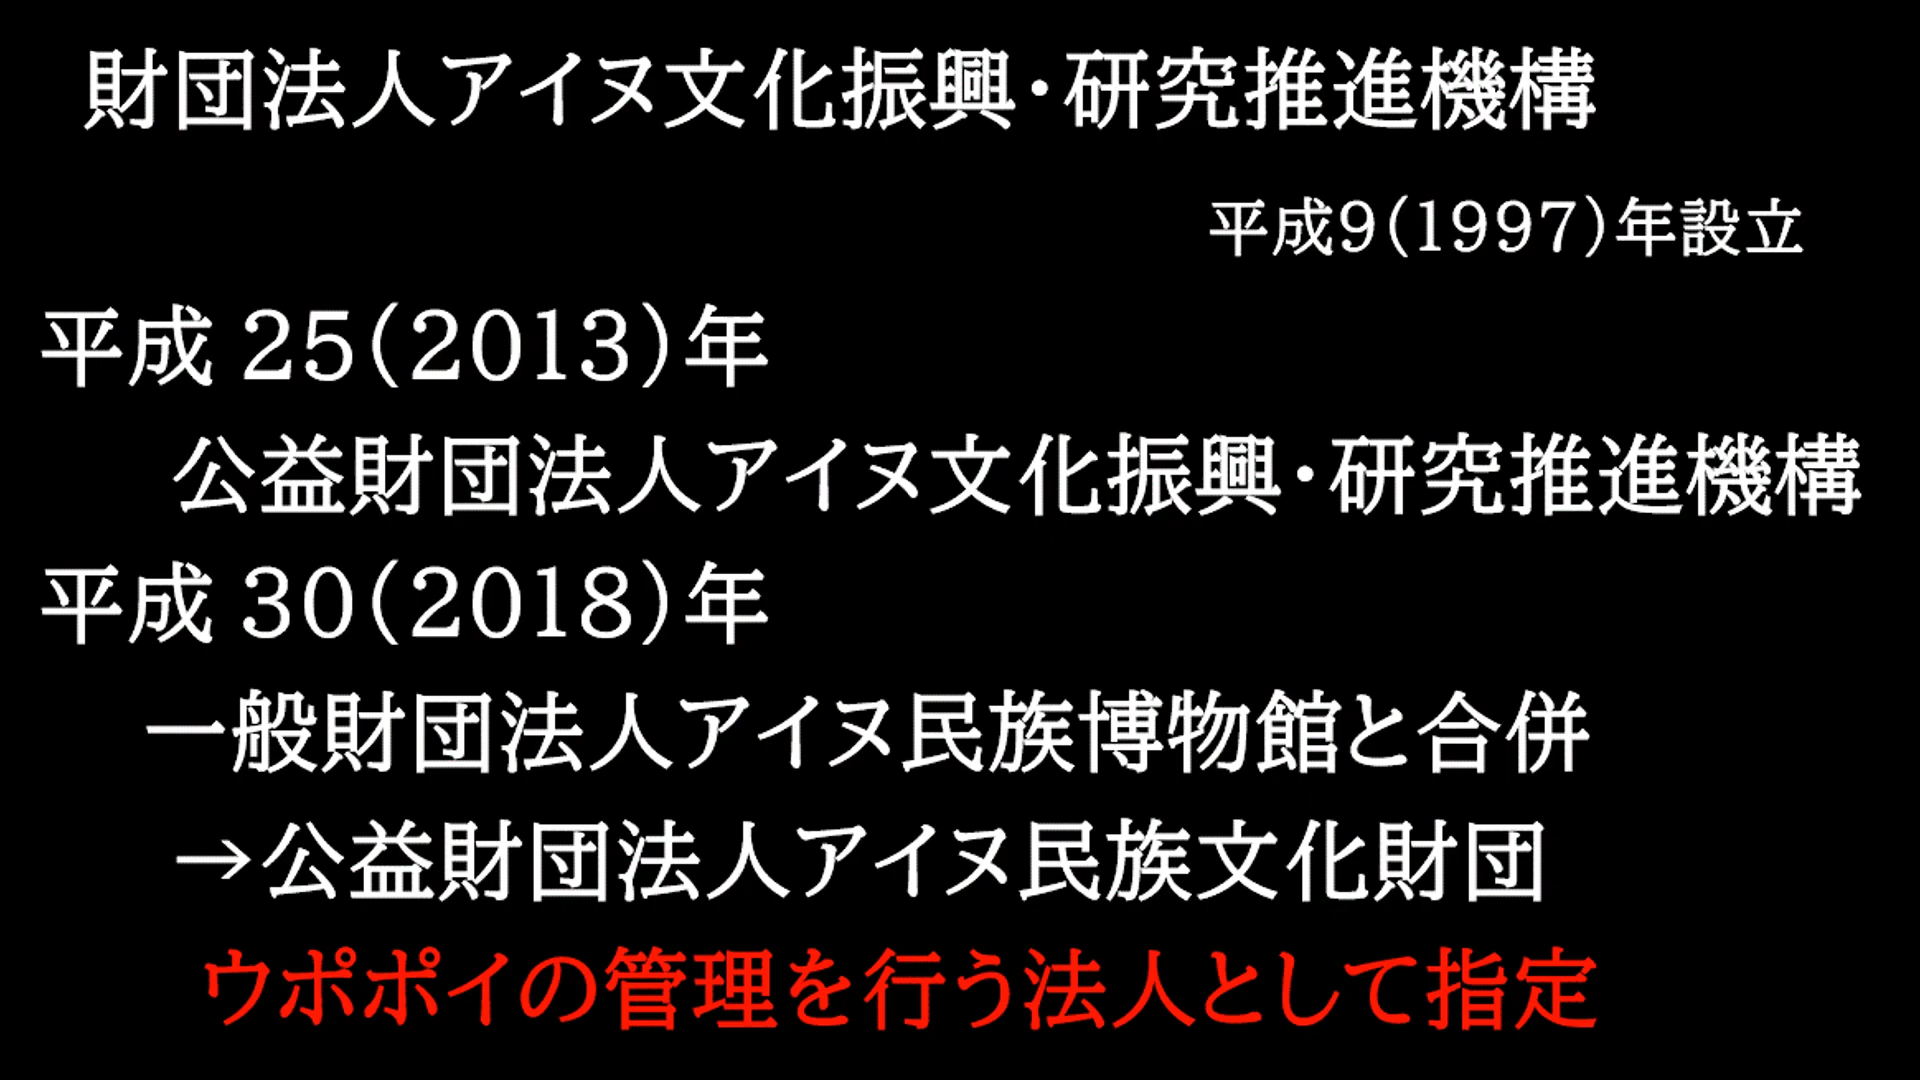 財団法人アイヌ文化振興・研究推進機構
平成9(1997)年設立
平成 25(2013)年
公益財団法人アイヌ文化振興・研究推進機構
平成 30(2018)年
一般財団法人アイヌ民族博物館と合併
→公益財団法人アイヌ民族文化財団
ウポポイの管理を行う法人として指定